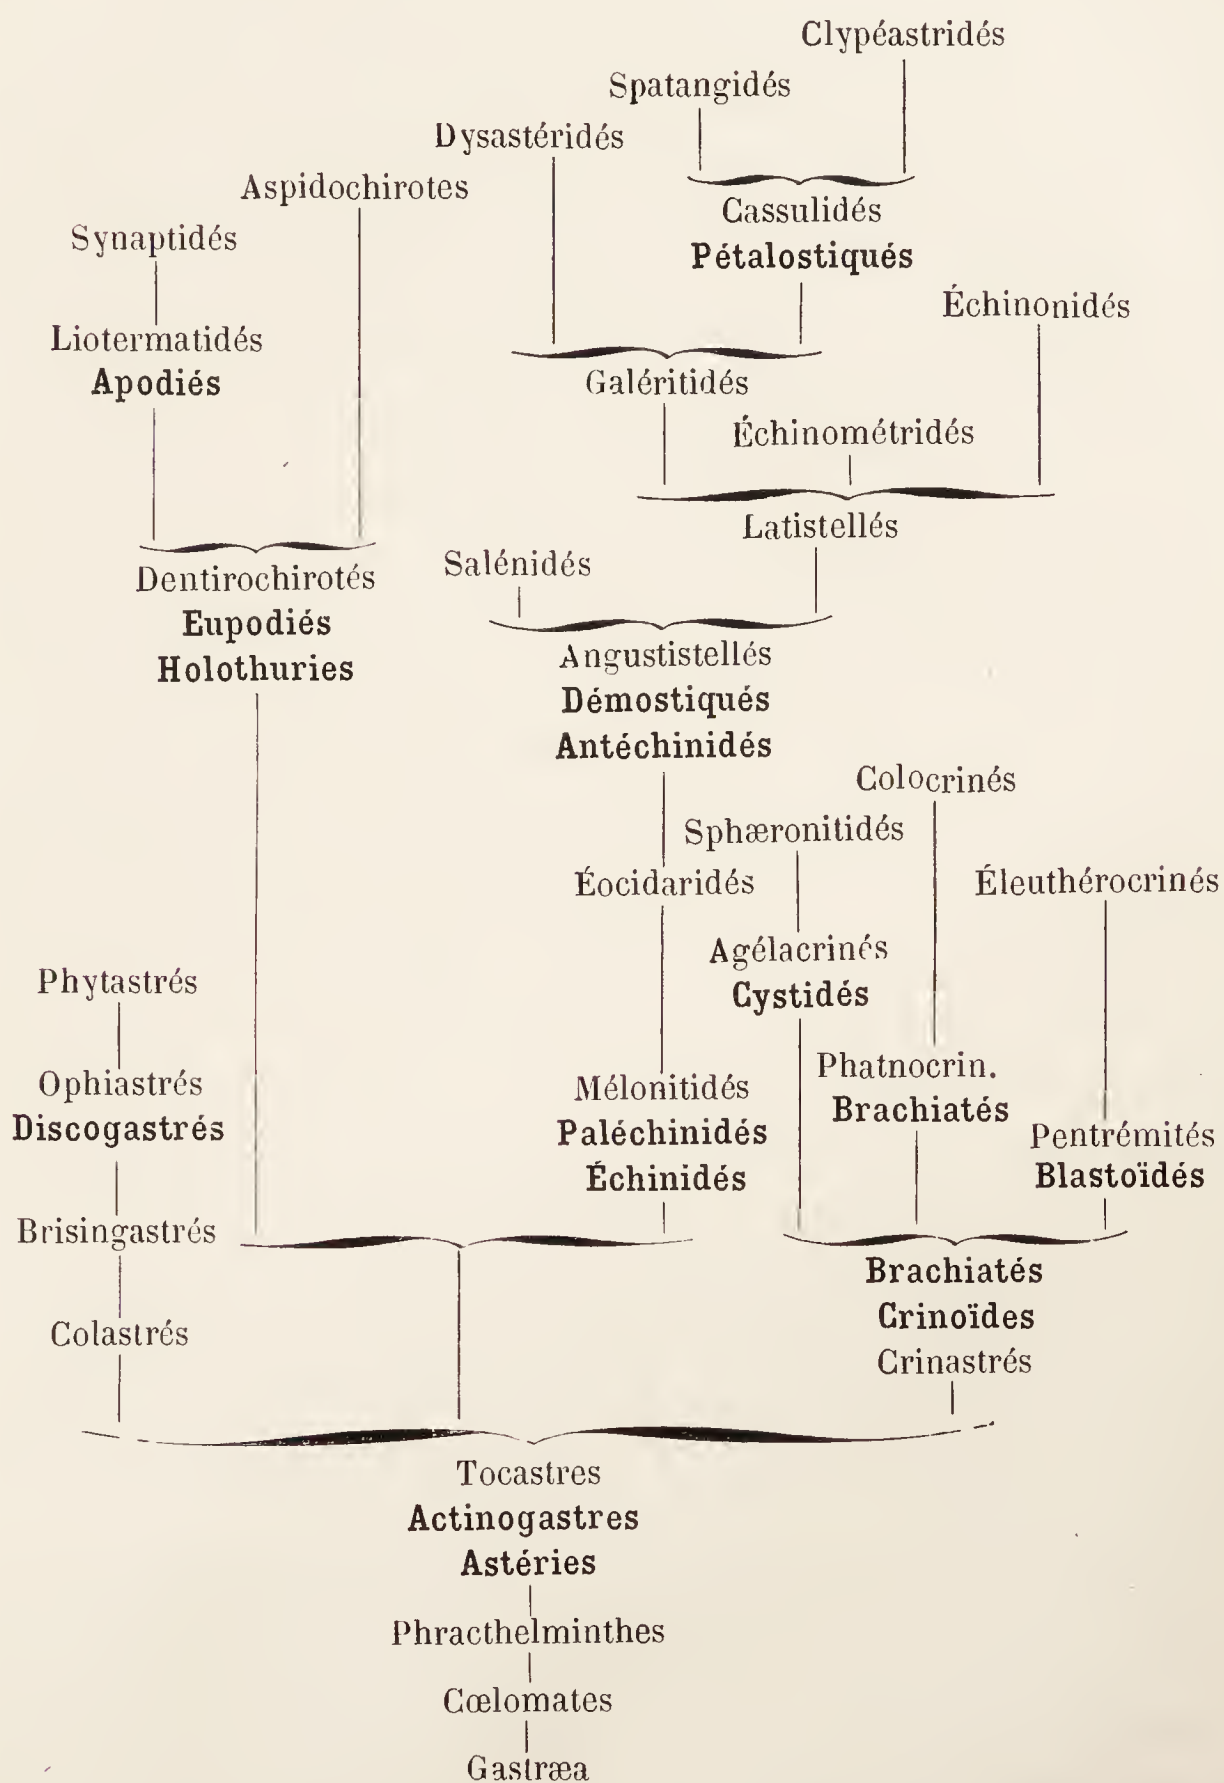 Clypéastridés
Spatangidés
Dysastéridés
Aspidochirotes
Cassulidés
Synaptidés
Pétalostiqués
Échinonidés
Liotermatidés
Apodiés
Galéritidés
Échinométridés
Latistellés
Salénidés
Dentirochirotés
Eupodiés
Holothuries
Angustistellés
Démostiqués
Antéchinidés
Colocrinés
Sphæronitidés
Éocidaridés
Éleuthérocrinés
Agélacrinés
Cystidés
Phytastrés
Phatnocrin.
Brachiatés
Ophiastrés
Discogastrés
Mélonitidés
Paléchinidés
Échinidés
Pentrémités
Blastoïdés
Brisingastrés
Brachiatés
Crinoïdes
Crinastrés
Colastrés
Tocastres
Actinogastres
Astéries
Phracthelminthes
Cœlomates
Gastræa